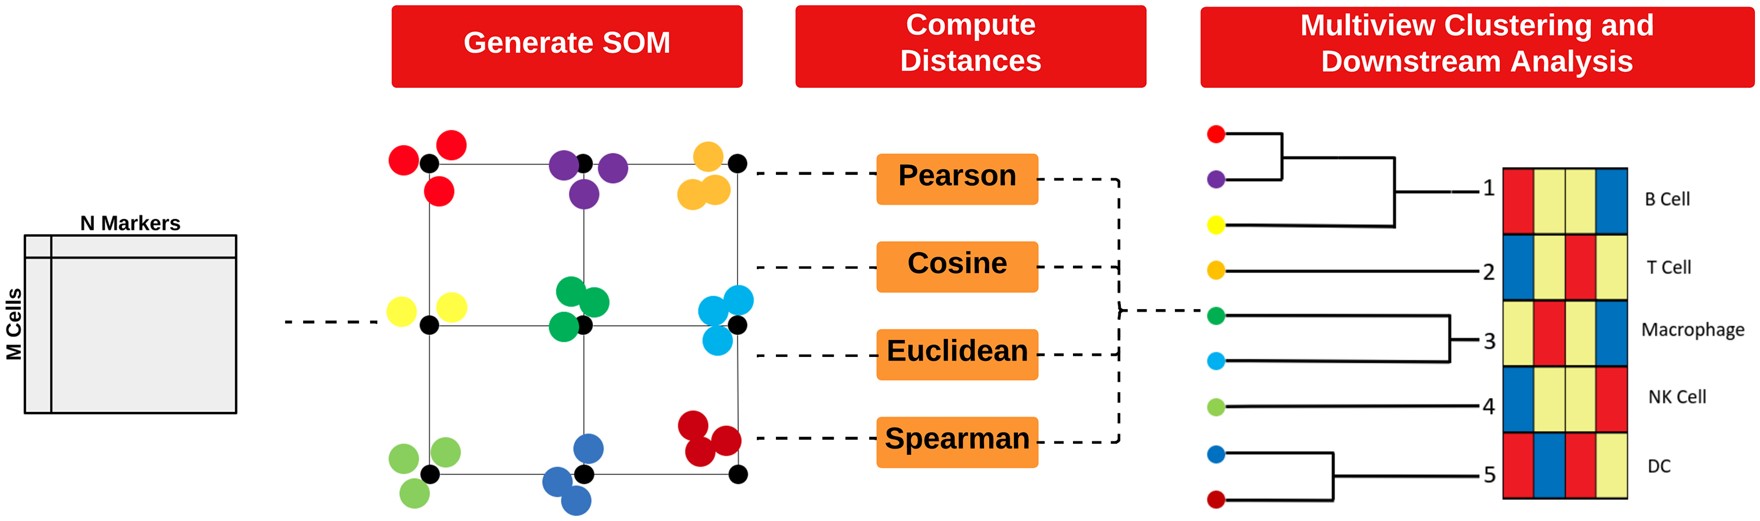 Generate SOM
Compute
Distances
Multiview Clustering and
Downstream Analysis
N Markers
M Cells
Pearson
Cosine
Euclidean
Spearman
1
B Cell
2
T Cell
3
Macrophage
4
NK Cell
5
DC